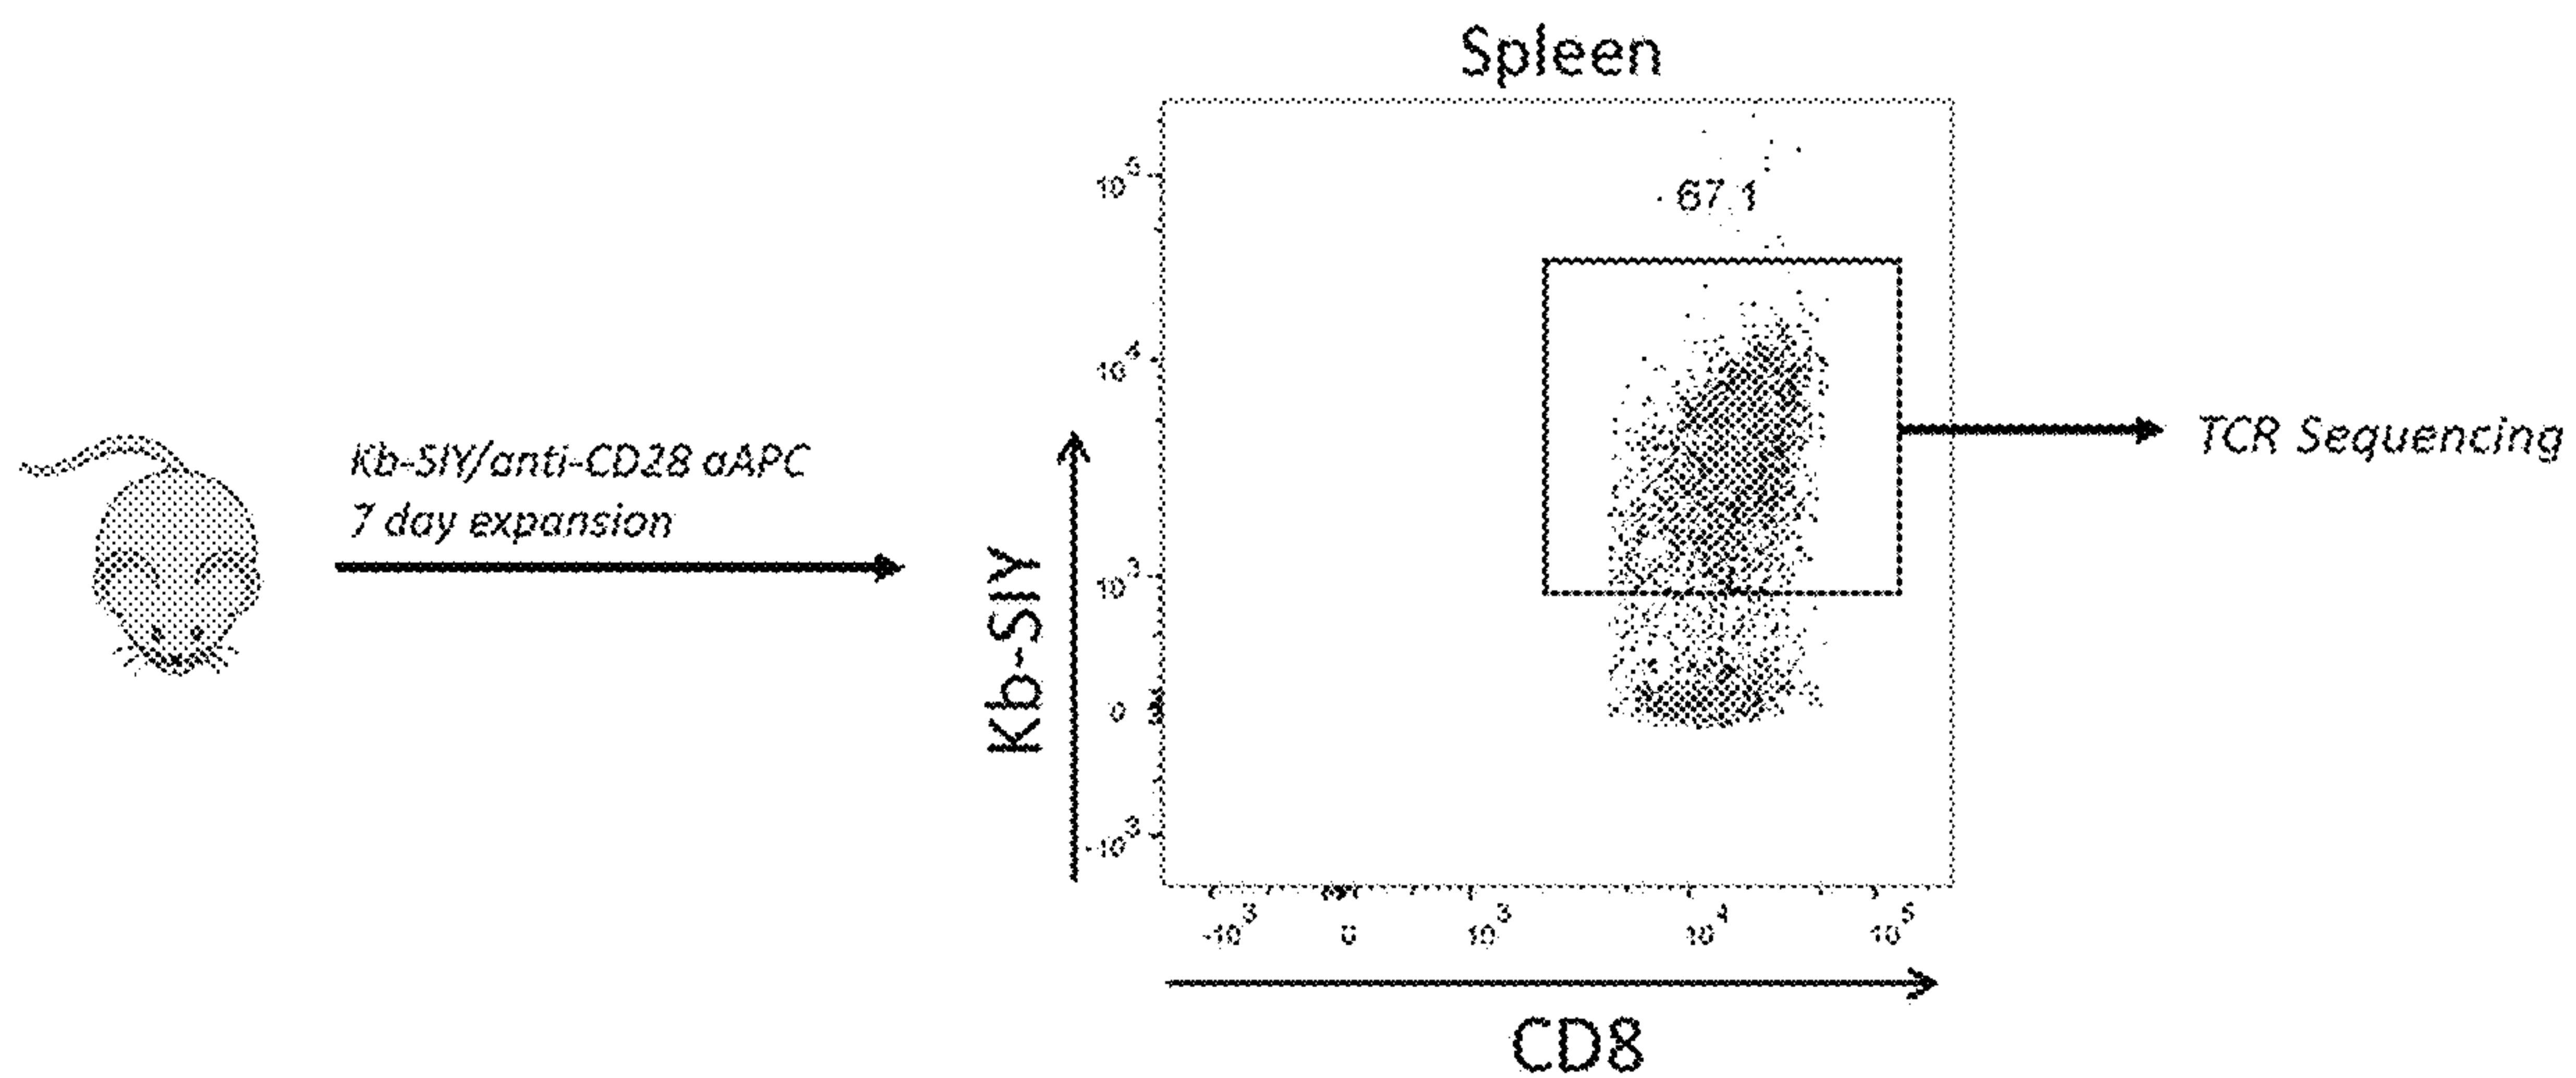 Spleen
Kb-SIY/anti-CD28 aAPC
7 day expansion
67.1
10^5
10^4
10^3
0
-10^3
Kb-SIY
TCR Sequencing
-10^3 0 10^3 10^4 10^5
CD8